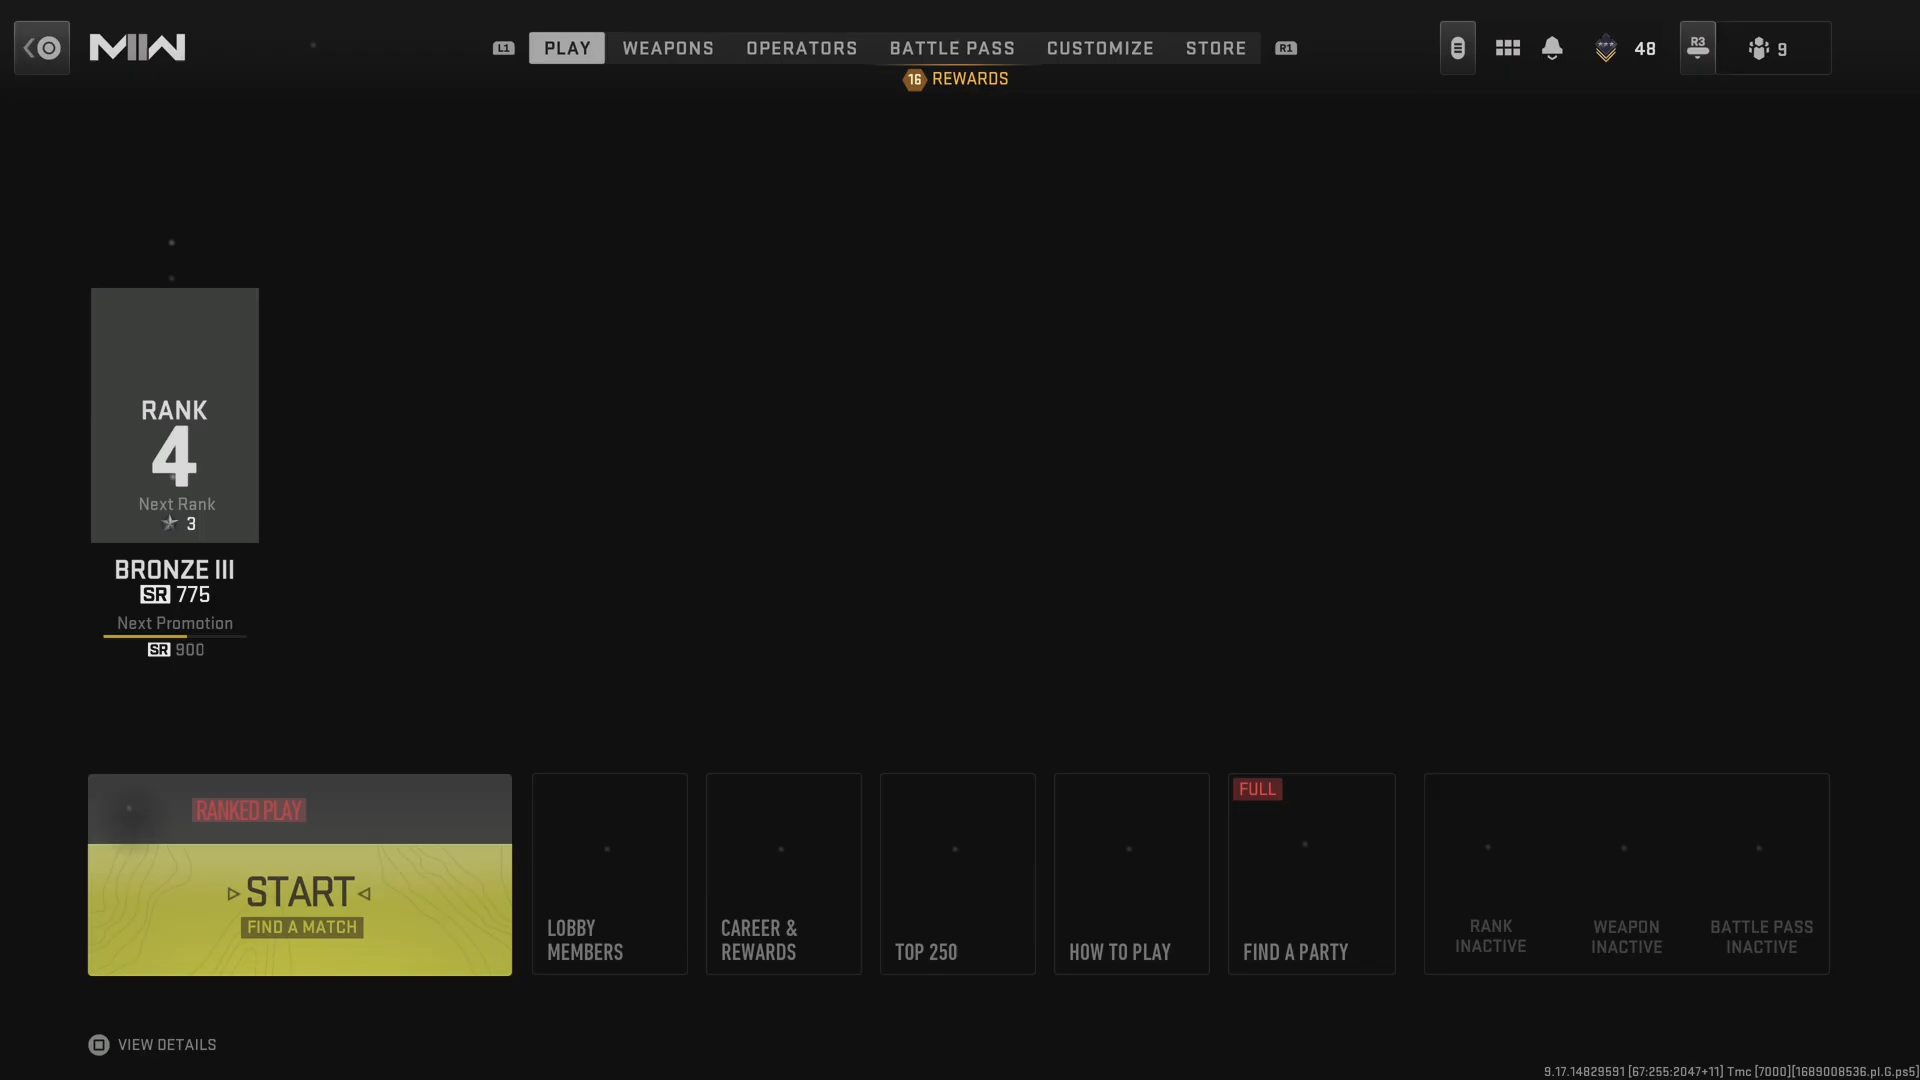 MWII
L1 PLAY WEAPONS OPERATORS BATTLE PASS CUSTOMIZE STORE R1
16 REWARDS
48
R3
9
RANK
4
Next Rank
3
BRONZE III
SR 775
Next Promotion
SR 900
RANKED PLAY
START
FIND A MATCH
LOBBY
MEMBERS
CAREER &
REWARDS
TOP 250
HOW TO PLAY
FULL
FIND A PARTY
RANK
INACTIVE
WEAPON
INACTIVE
BATTLE PASS
INACTIVE
VIEW DETAILS
9.17.14829591 [67:255:2047+11] Tmc [7000][1689008536.pl.G.ps5]